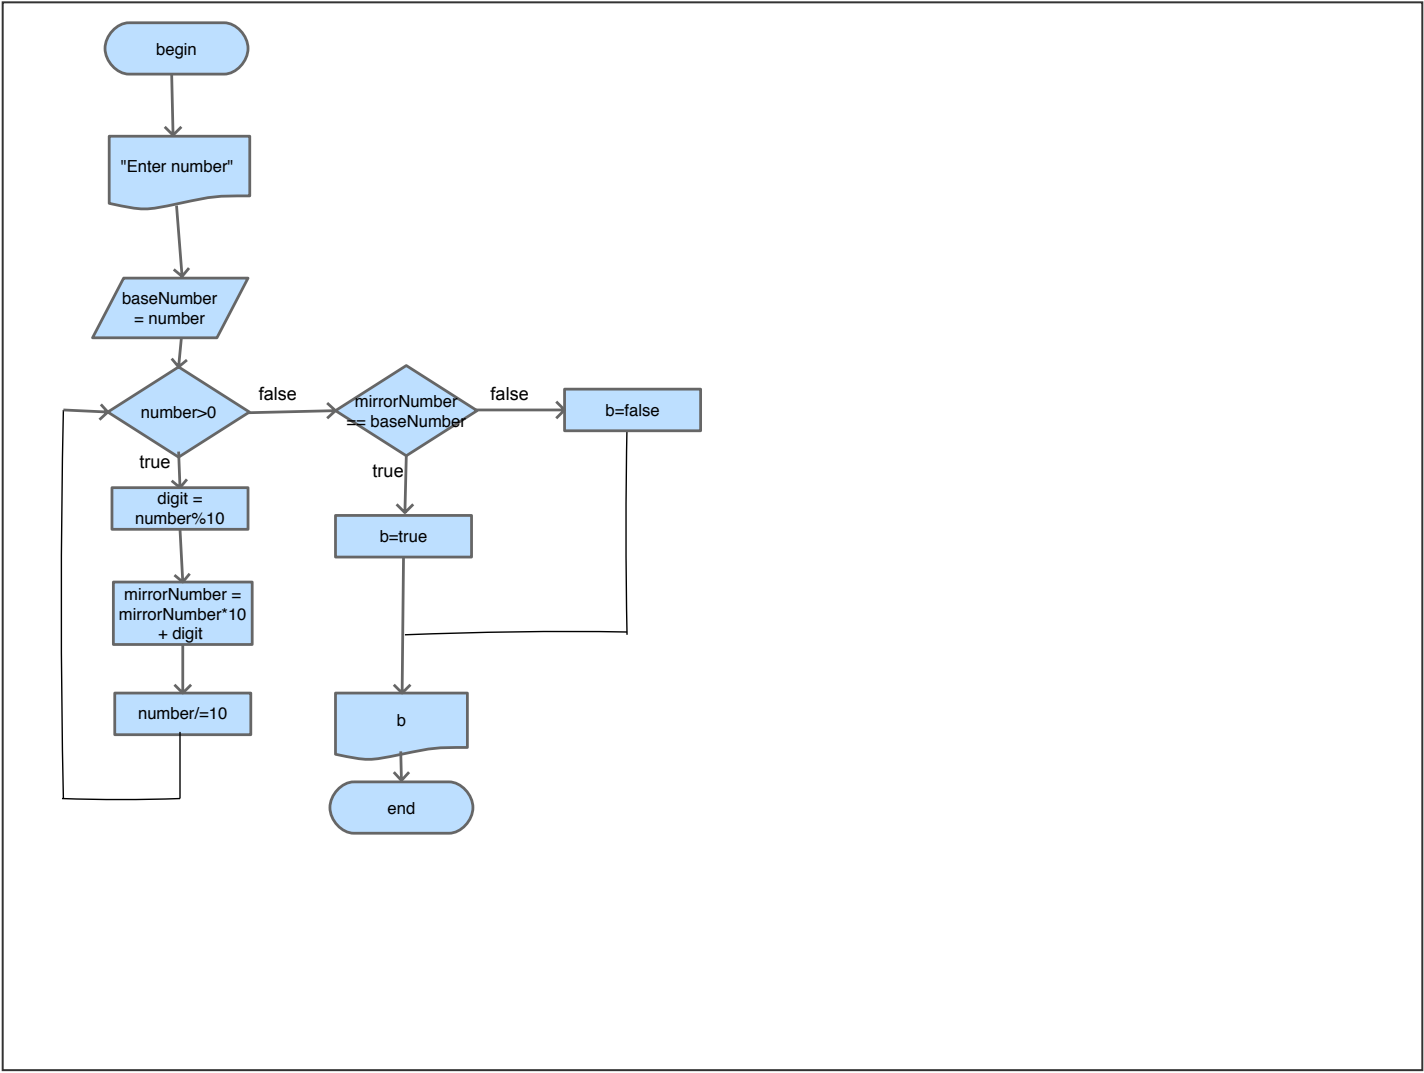 begin
"Enter number"
baseNumber
= number
number>0
false
mirrorNumber
== baseNumber
false
b=false
true
digit =
number%10
true
b=true
mirrorNumber =
mirrorNumber*10
+ digit
number/=10
b
end